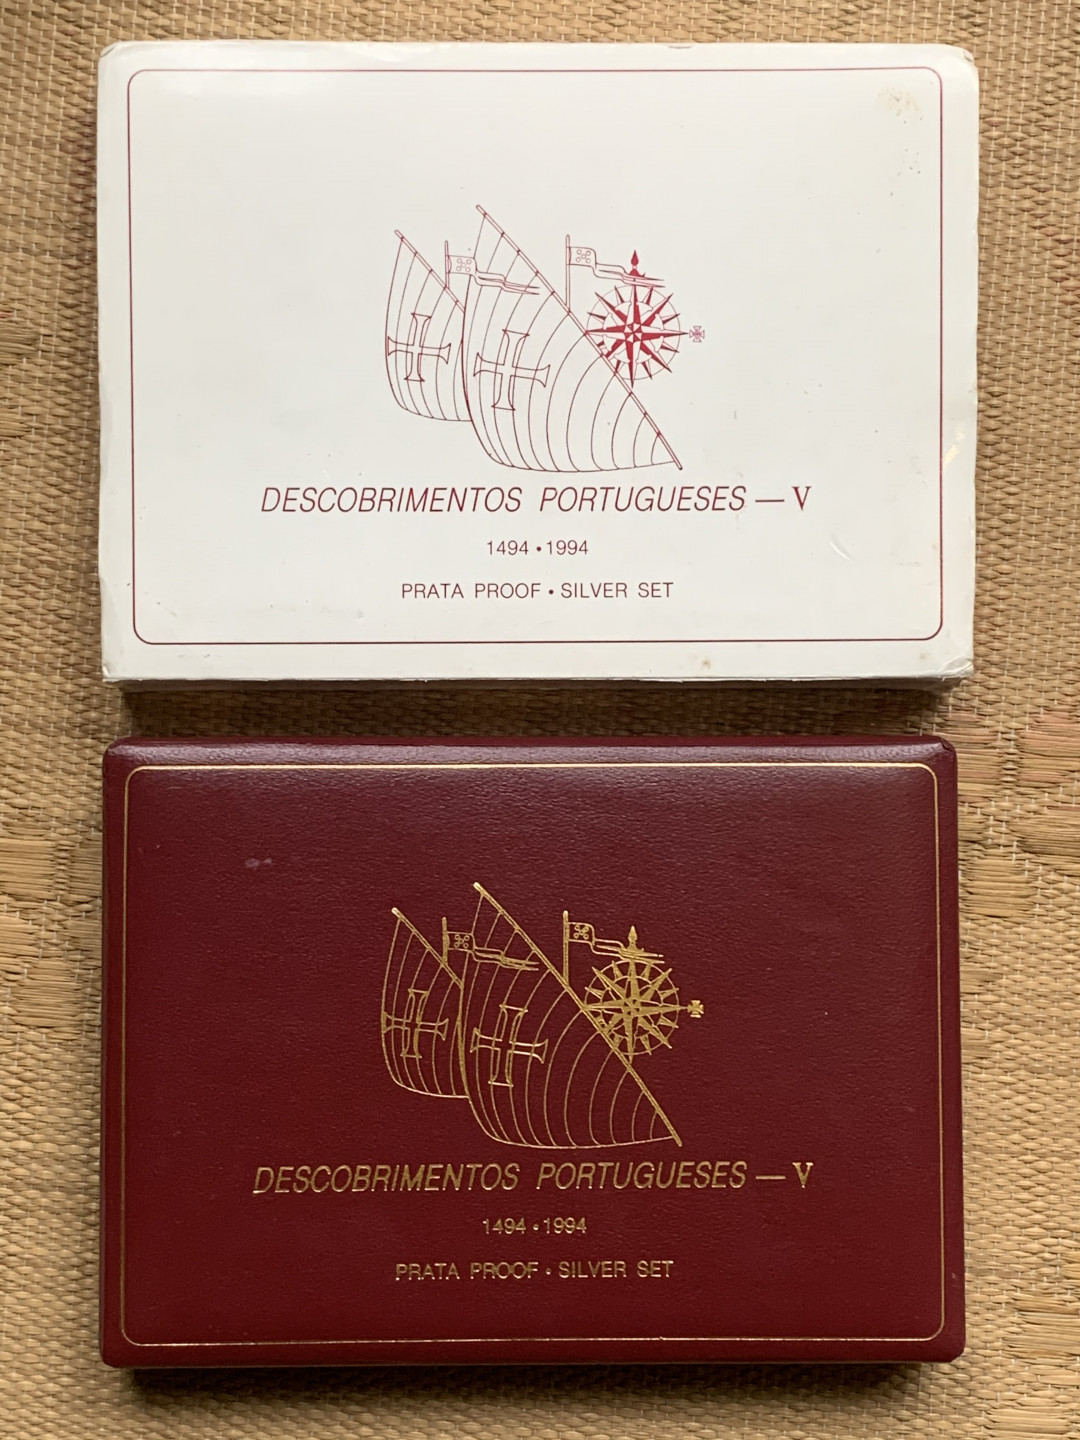 DESCOBRIMENTOS PORTUGUESES — V
1494 • 1994
PRATA PROOF • SILVER SET
DESCOBRIMENTOS PORTUGUESES — V
1494 • 1994
PRATA PROOF • SILVER SET